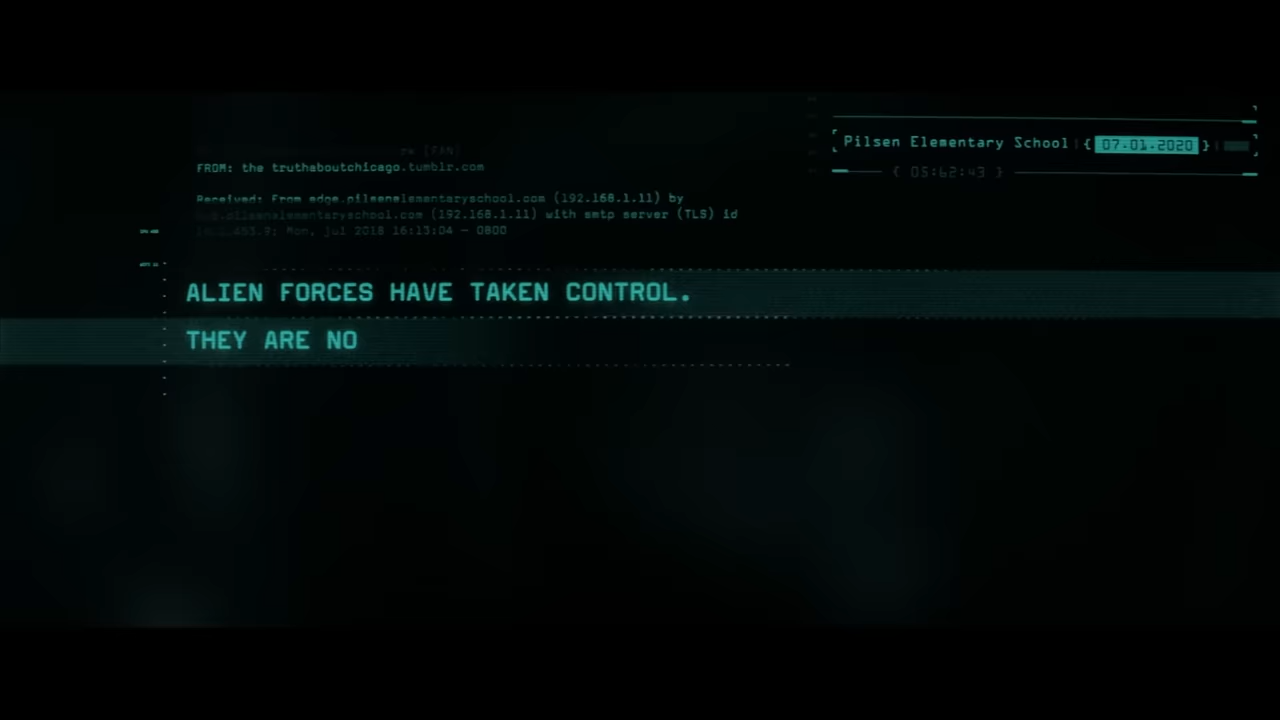 Pilsen Elementary School { 07-01-2020 }
{ 05:62:43 }
[FAN]
FROM: the truthaboutchicago.tumblr.com
Received: From edge.pilsenelementaryschool.com (192.168.1.11) by
.pilsenelementaryschool.com (192.168.1.11) with smtp server (TLS) id
Mon, jul 2018 16:13:04 — 0800
ALIEN FORCES HAVE TAKEN CONTROL.
THEY ARE NO